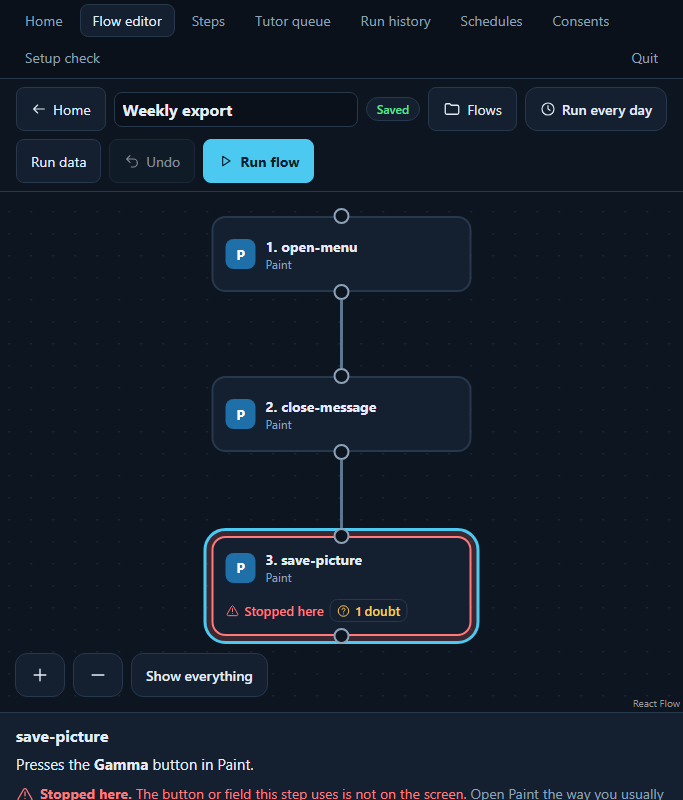 Home Flow editor Steps Tutor queue Run history Schedules Consents
Setup check Quit
Home Weekly export Saved Flows Run every day
Run data Undo Run flow
P 1. open-menu
Paint
P 2. close-message
Paint
P 3. save-picture
Paint
Stopped here 1 doubt
+ − Show everything
React Flow
save-picture
Presses the Gamma button in Paint.
Stopped here. The button or field this step uses is not on the screen. Open Paint the way you usually